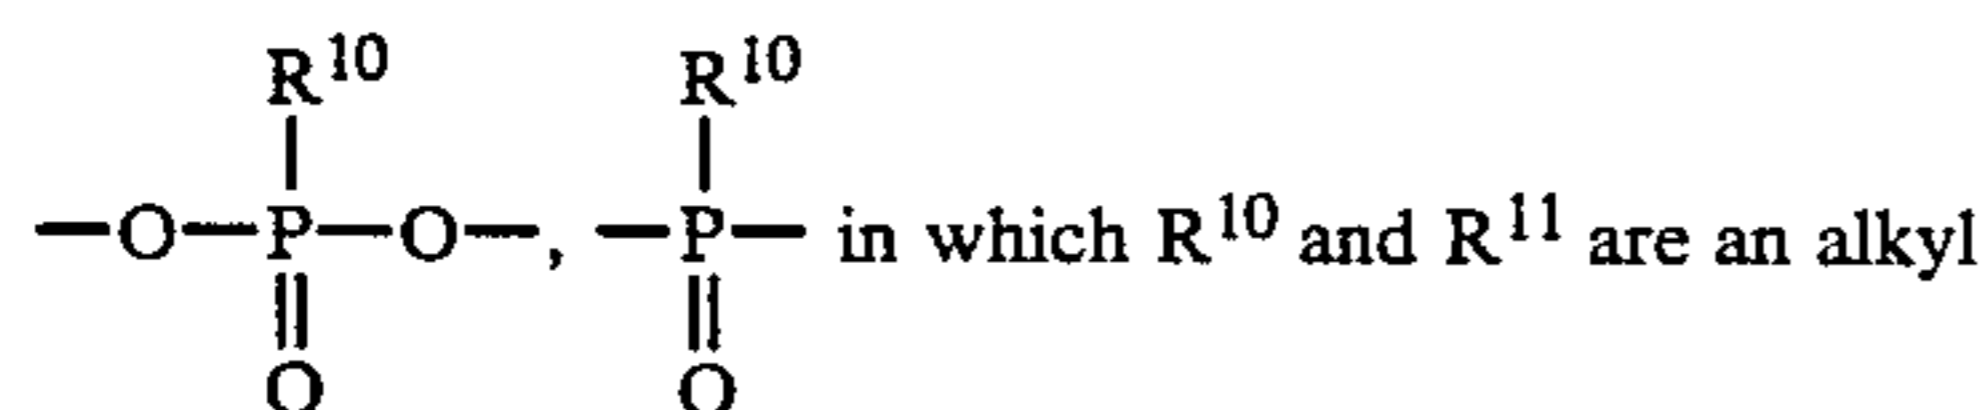 R¹⁰ R¹⁰
—O—P—O—, —P— in which R¹⁰ and R¹¹ are an alkyl
O O